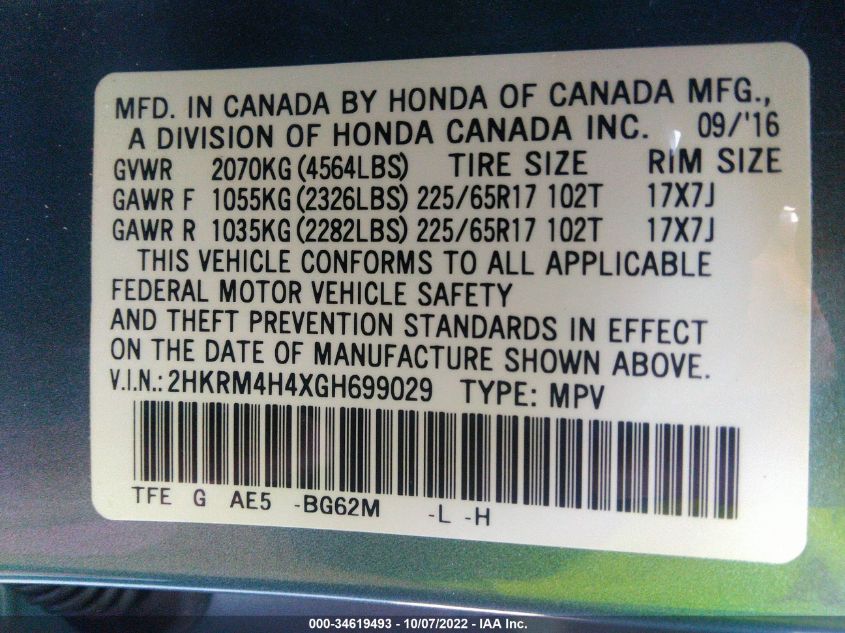 MFD. IN CANADA BY HONDA OF CANADA MFG.,
A DIVISION OF HONDA CANADA INC. 09/'16
GVWR 2070KG (4564LBS) TIRE SIZE RIM SIZE
GAWR F 1055KG (2326LBS) 225/65R17 102T 17X7J
GAWR R 1035KG (2282LBS) 225/65R17 102T 17X7J
THIS VEHICLE CONFORMS TO ALL APPLICABLE
FEDERAL MOTOR VEHICLE SAFETY
AND THEFT PREVENTION STANDARDS IN EFFECT
ON THE DATE OF MANUFACTURE SHOWN ABOVE.
V.I.N.: 2HKRM4H4XGH699029 TYPE: MPV
TFE G AE5 -BG62M -L -H
000-34619493 - 10/07/2022 - IAA Inc.